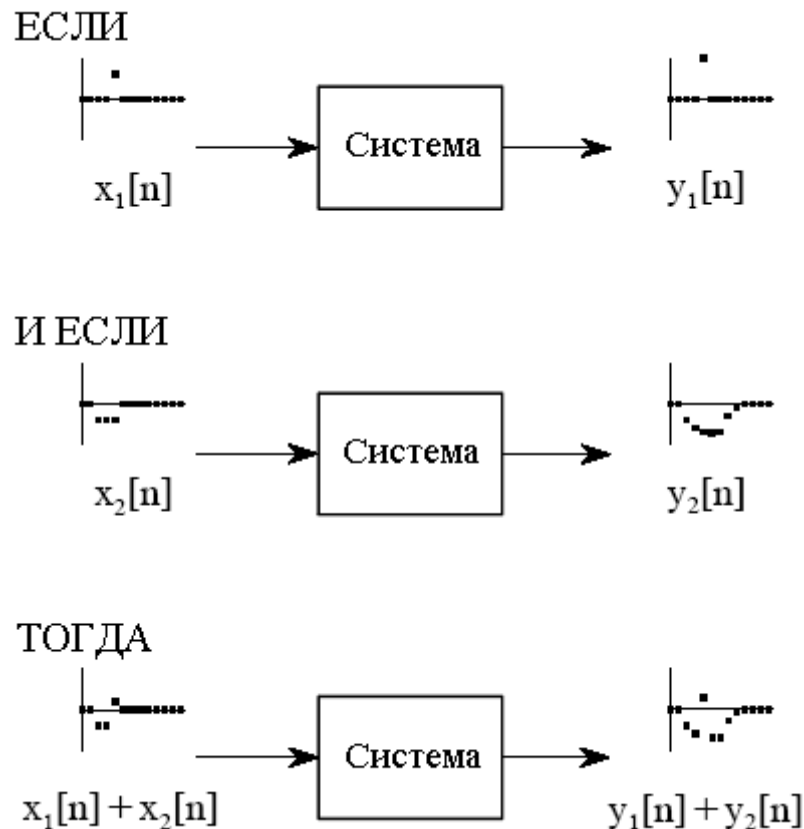 ЕСЛИ
Система
x₁[n]
y₁[n]
И ЕСЛИ
Система
x₂[n]
y₂[n]
ТОГДА
Система
x₁[n] + x₂[n]
y₁[n] + y₂[n]